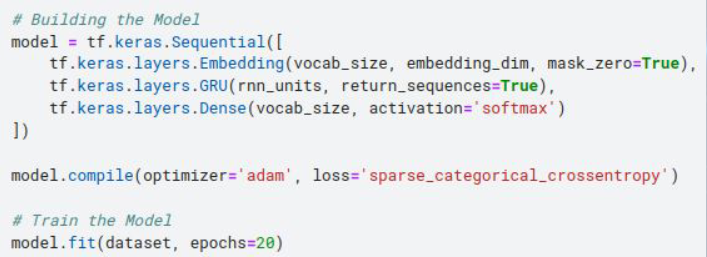 # Building the Model
model = tf.keras.Sequential([
    tf.keras.layers.Embedding(vocab_size, embedding_dim, mask_zero=True),
    tf.keras.layers.GRU(rnn_units, return_sequences=True),
    tf.keras.layers.Dense(vocab_size, activation='softmax')
])
model.compile(optimizer='adam', loss='sparse_categorical_crossentropy')
# Train the Model
model.fit(dataset, epochs=20)